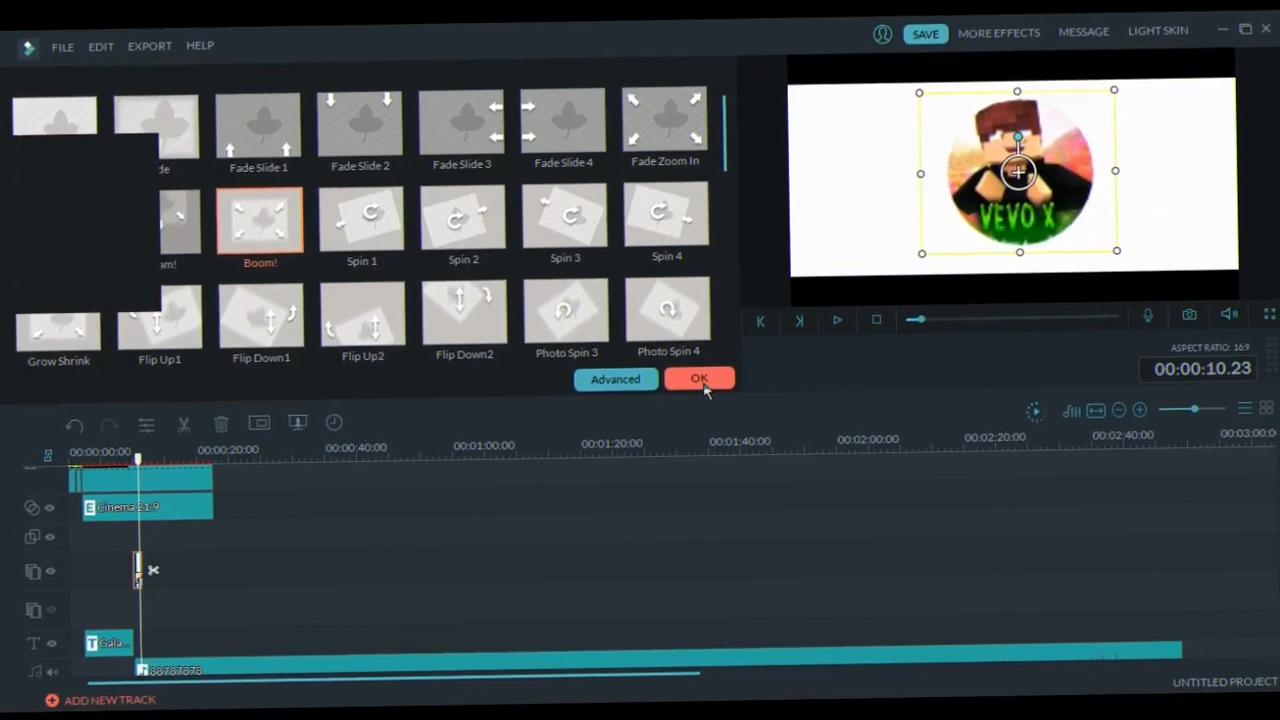 FILE EDIT EXPORT HELP
SAVE MORE EFFECTS MESSAGE LIGHT SKIN
Fade Slide 1 Fade Slide 2 Fade Slide 3 Fade Slide 4 Fade Zoom In
Boom! Spin 1 Spin 2 Spin 3 Spin 4
Grow Shrink Flip Up1 Flip Down1 Flip Up2 Flip Down2 Photo Spin 3 Photo Spin 4
Advanced OK
VEVO X
ASPECT RATIO: 16:9
00:00:10.23
00:00:00:00 00:00:20:00 00:00:40:00 00:01:00:00 00:01:20:00 00:01:40:00 00:02:00:00 00:02:20:00 00:02:40:00 00:03:00:0
E Cinema 21:9
T Gala...
88787878
ADD NEW TRACK
UNTITLED PROJECT